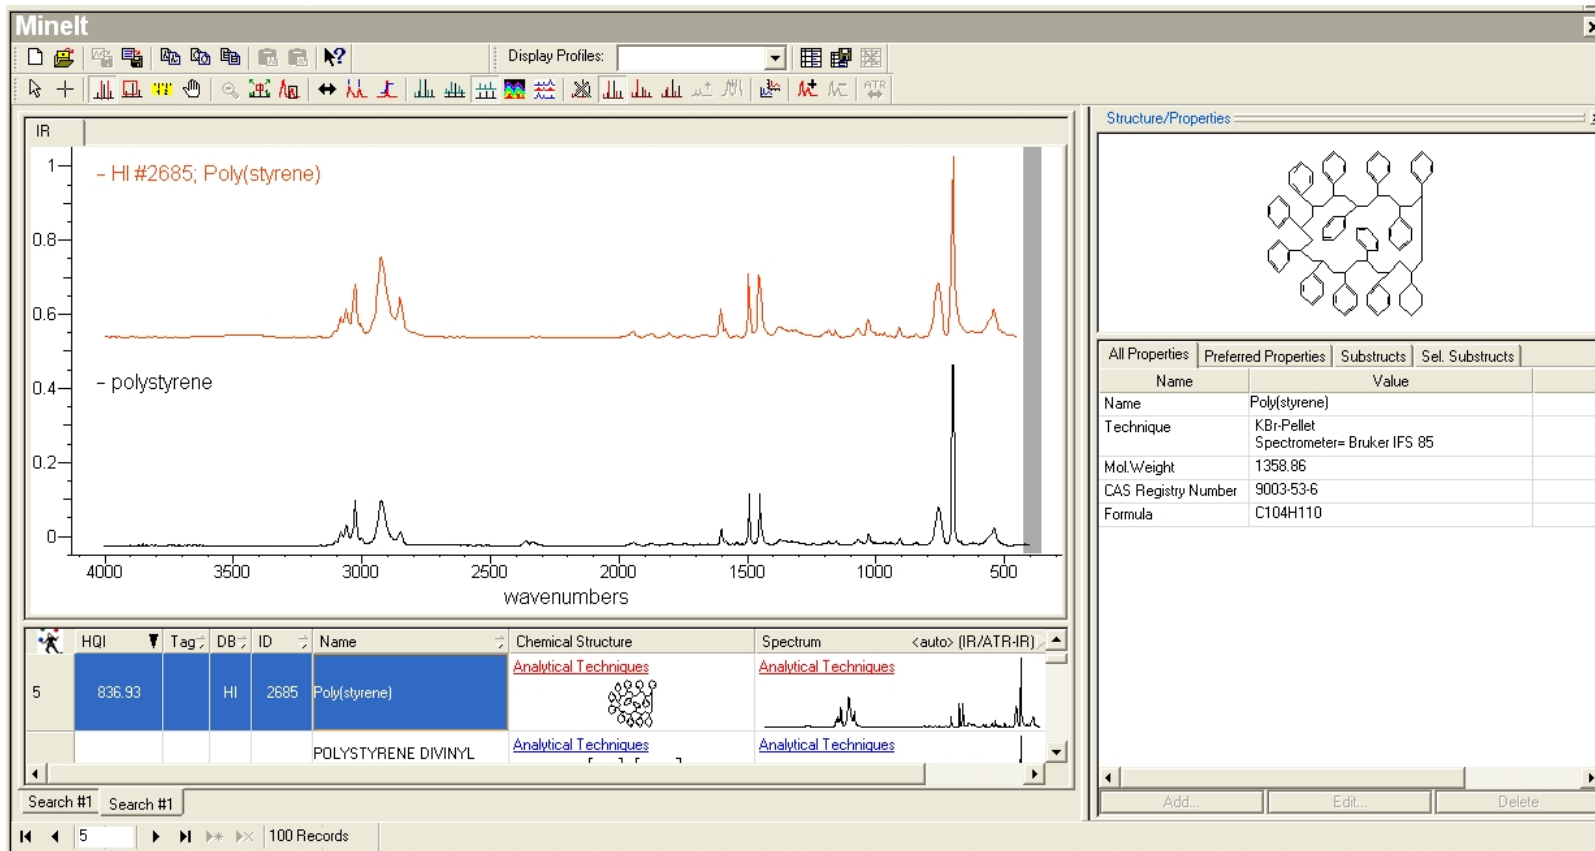 MineIt
Display Profiles:
ATR
IR
Structure/Properties
1
– HI #2685; Poly(styrene)
0.8
0.6
0.4
– polystyrene
0.2
0
4000 3500 3000 2500 2000 1500 1000 500
wavenumbers
All Properties Preferred Properties Substructs Sel. Substructs
Name Value
Name Poly(styrene)
Technique KBr-Pellet
Spectrometer= Bruker IFS 85
Mol.Weight 1358.86
CAS Registry Number 9003-53-6
Formula C104H110
HQI Tag DB ID Name Chemical Structure Spectrum <auto> (IR/ATR-IR)
Analytical Techniques Analytical Techniques
5 836.93 HI 2685 Poly(styrene)
POLYSTYRENE DIVINYL Analytical Techniques Analytical Techniques
Add... Edit... Delete
Search #1 Search #1
5 100 Records